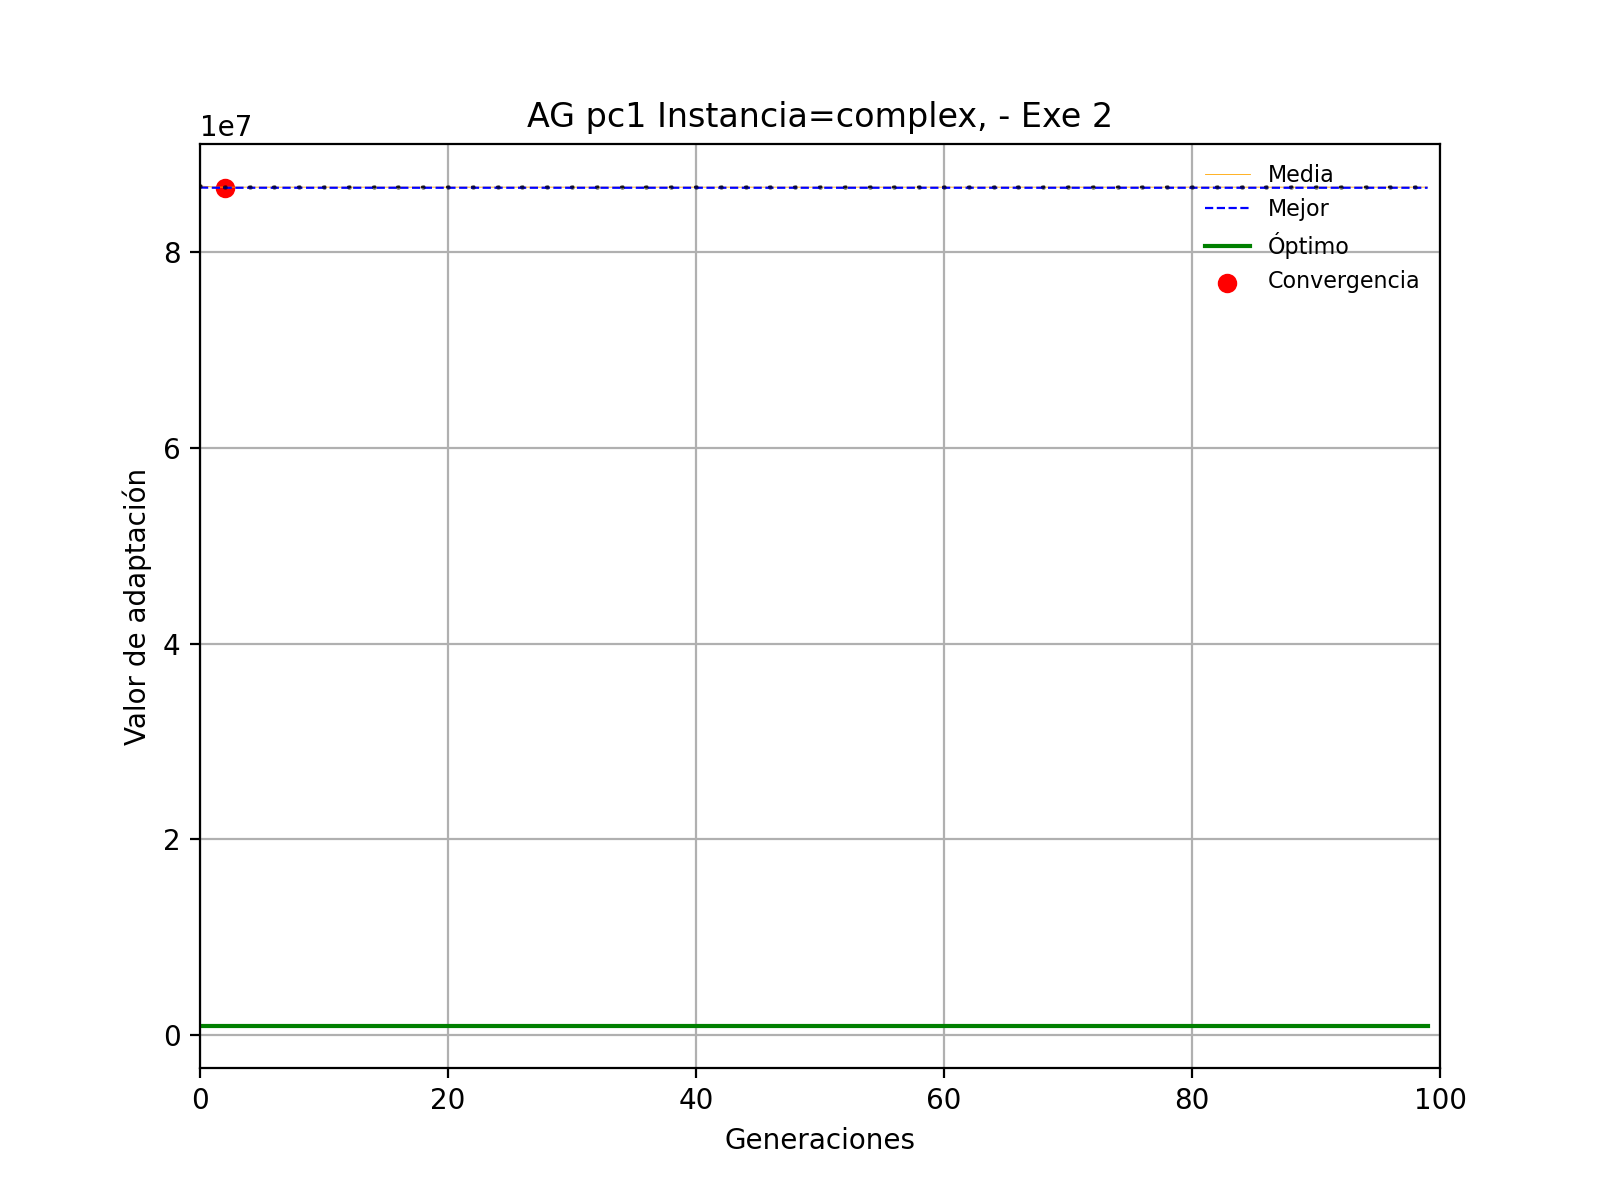 AG pc1 Instancia=complex, - Exe 2
1e7
Media
Mejor
Óptimo
Convergencia
8
6
4
2
0
Valor de adaptación
0 20 40 60 80 100
Generaciones